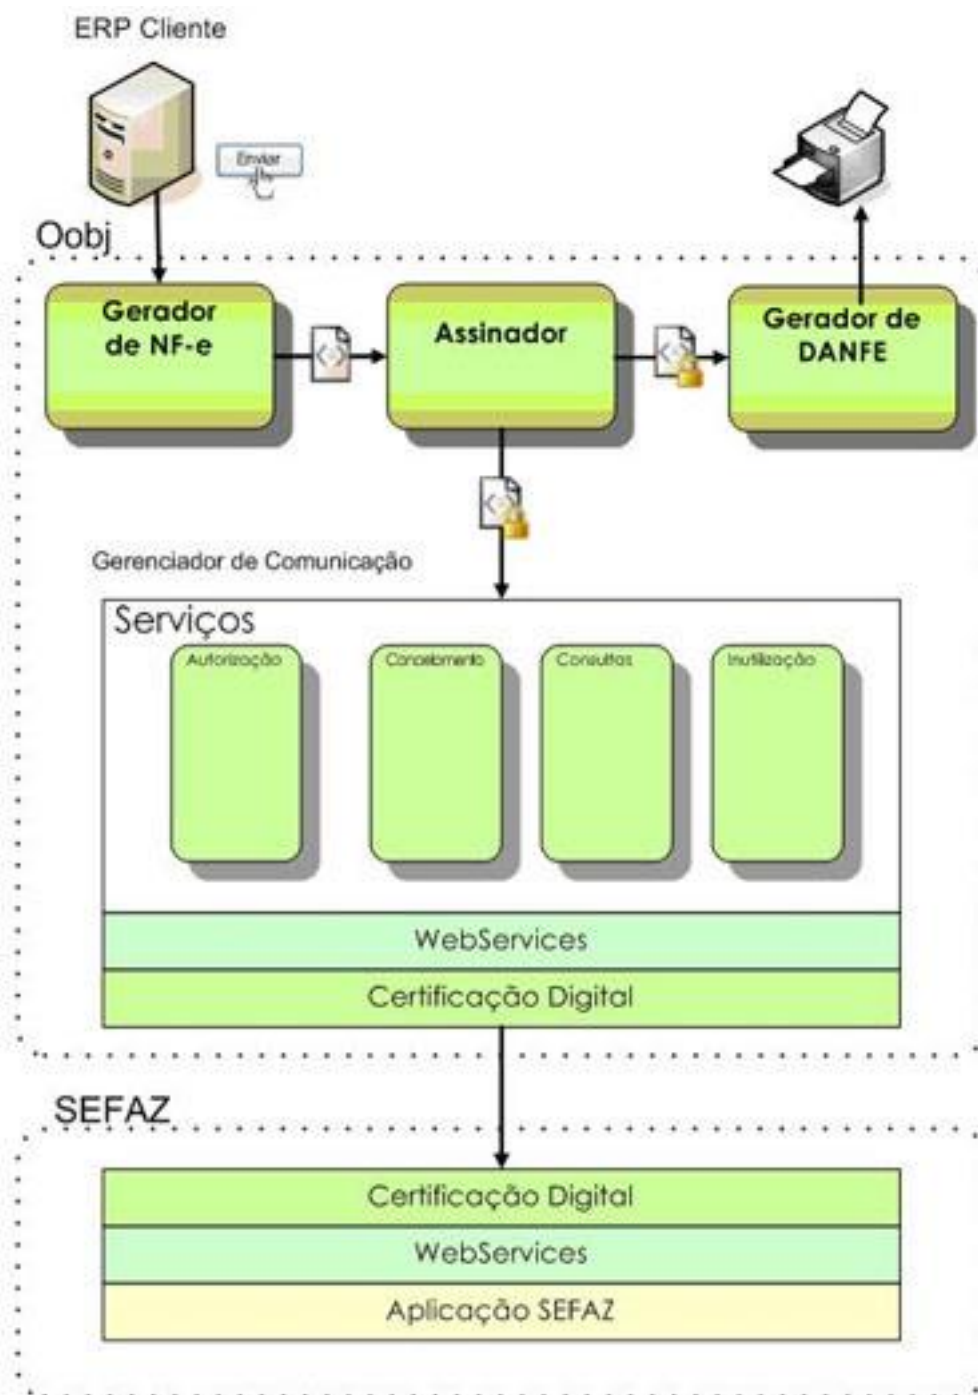 ERP Cliente
Enviar
Oobj
Gerador
de NF-e
Assinador
Gerador de
DANFE
Gerenciador de Comunicação
Serviços
Autorização
Cancelamento
Consultas
Inutilização
WebServices
Certificação Digital
SEFAZ
Certificação Digital
WebServices
Aplicação SEFAZ